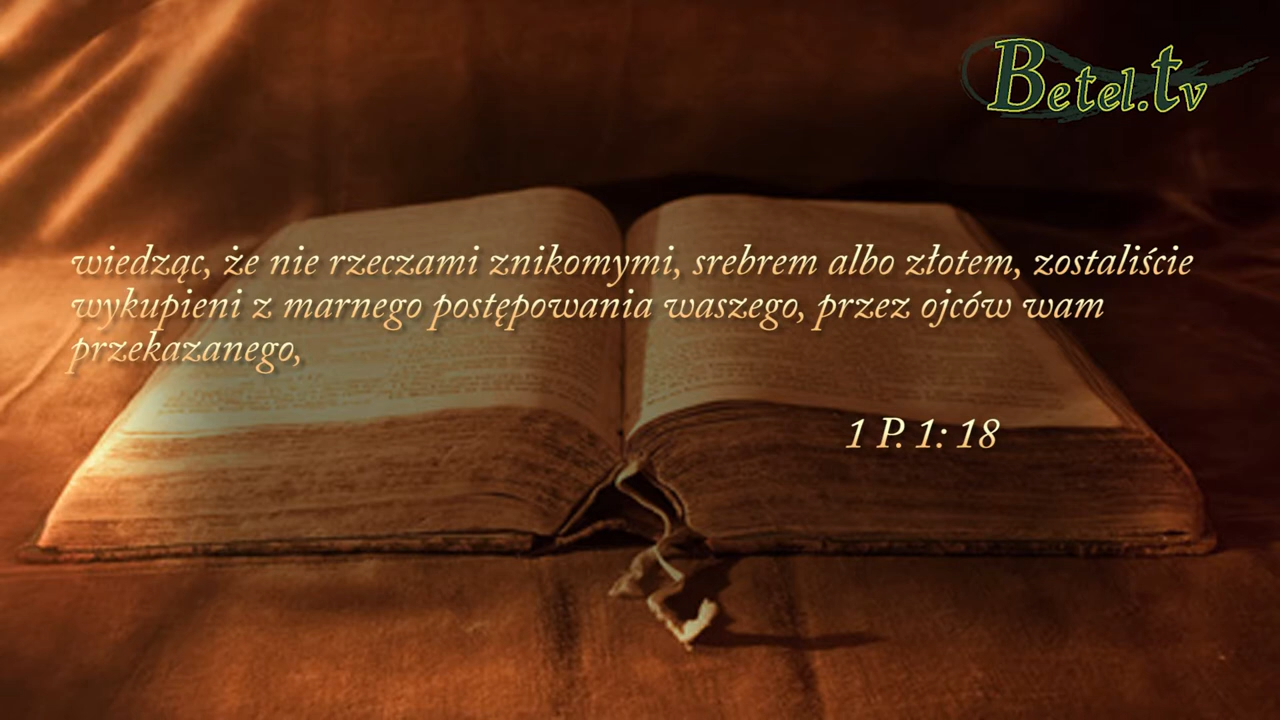 Betel.tv
wiedząc, że nie rzeczami znikomymi, srebrem albo złotem, zostaliście
wykupieni z marnego postępowania waszego, przez ojców wam
przekazanego,
1 P. 1: 18